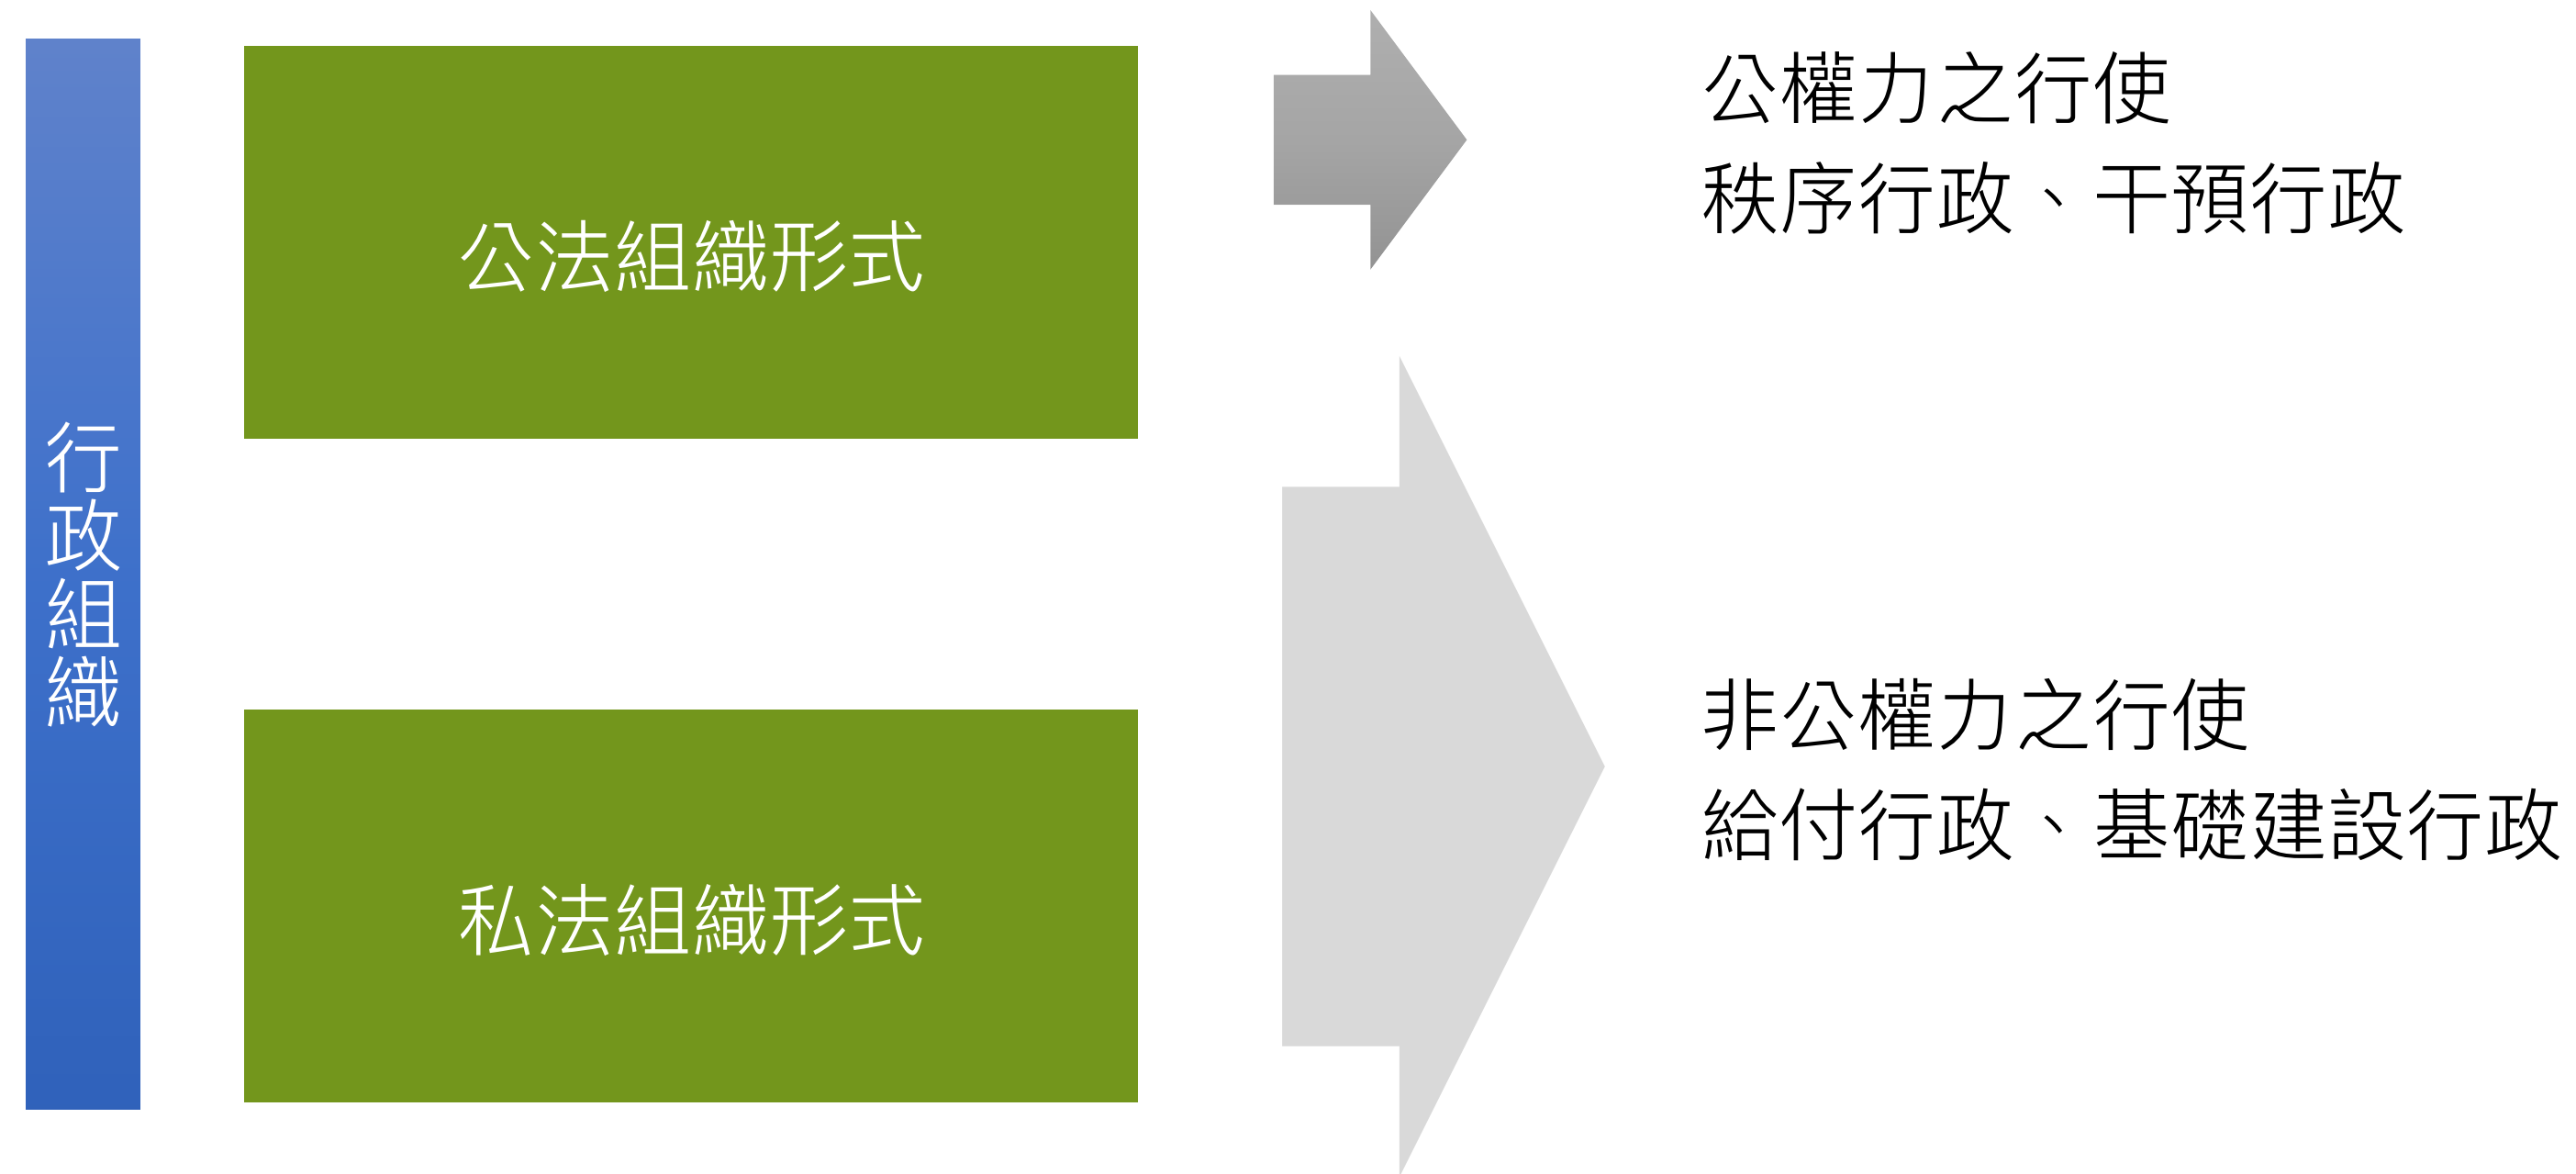 行政組織
公法組織形式
公權力之行使
秩序行政、干預行政
私法組織形式
非公權力之行使
給付行政、基礎建設行政